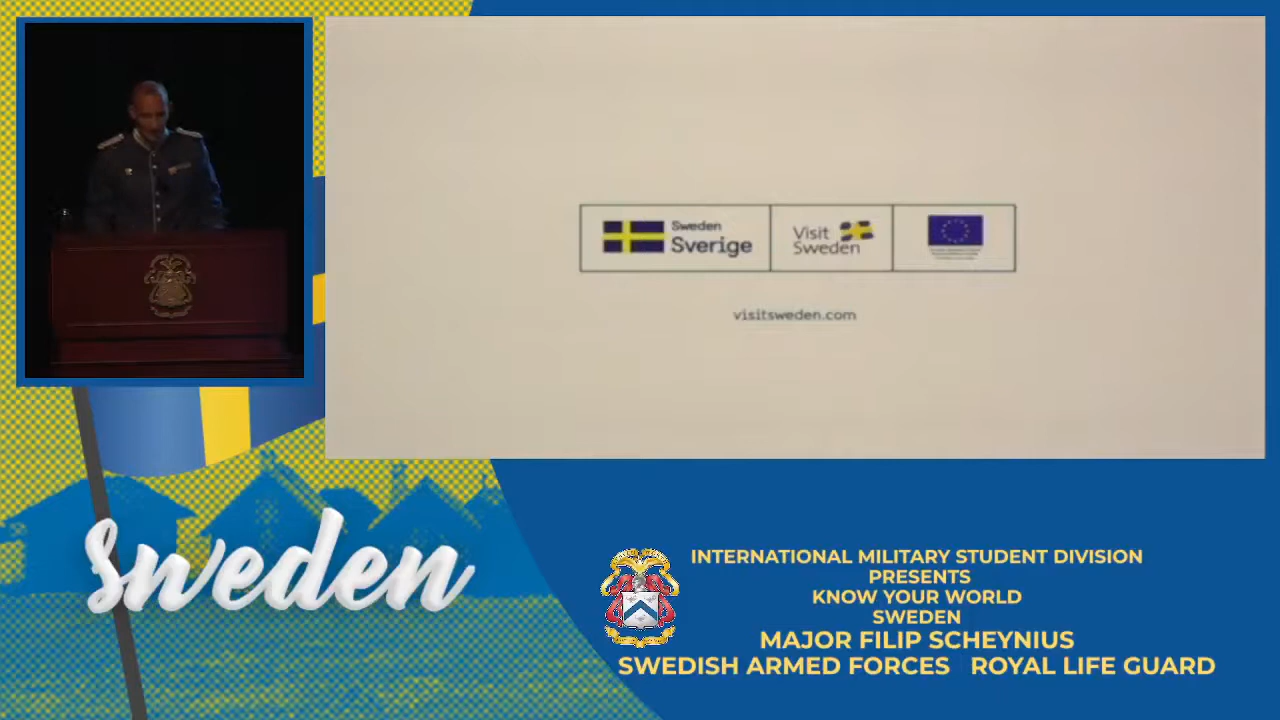 Sweden
Sverige
Visit
Sweden
visitsweden.com
Sweden
INTERNATIONAL MILITARY STUDENT DIVISION
PRESENTS
KNOW YOUR WORLD
SWEDEN
MAJOR FILIP SCHEYNIUS
SWEDISH ARMED FORCES ROYAL LIFE GUARD